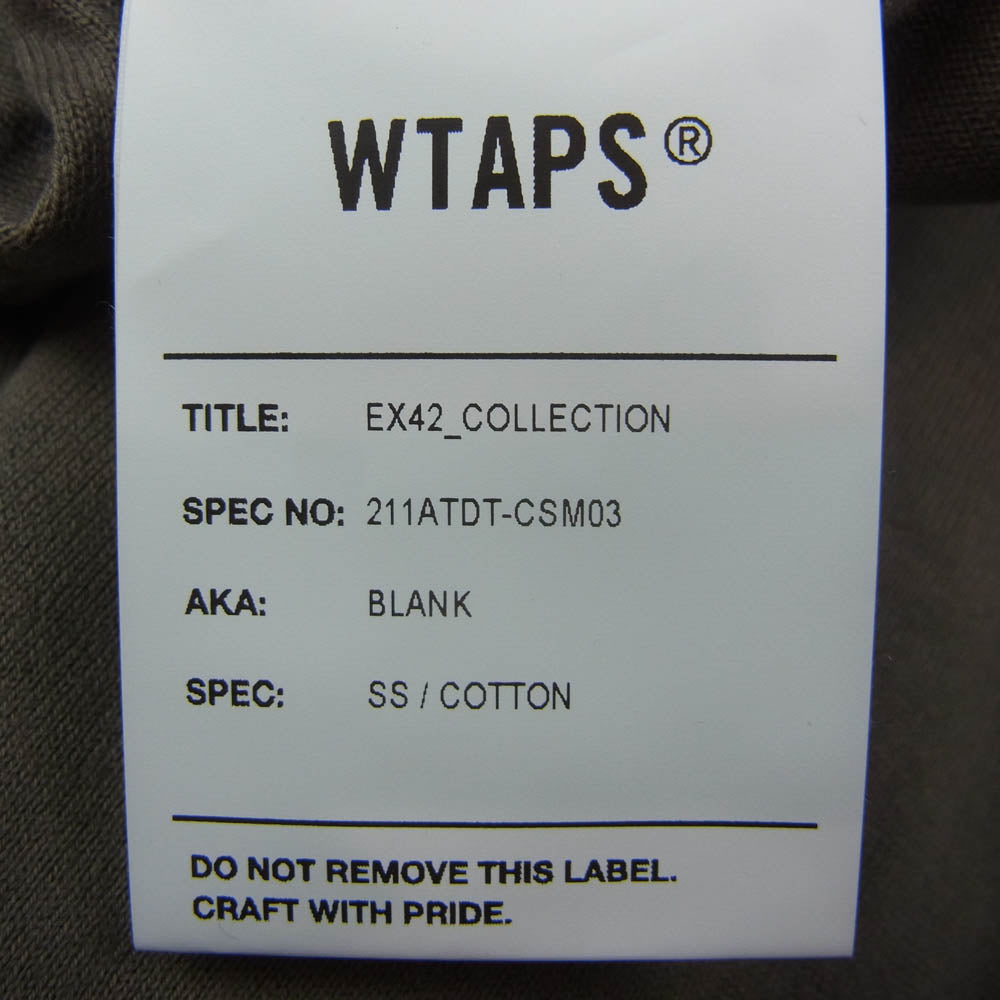 WTAPS®
TITLE: EX42_COLLECTION
SPEC NO: 211ATDT-CSM03
AKA: BLANK
SPEC: SS / COTTON
DO NOT REMOVE THIS LABEL.
CRAFT WITH PRIDE.